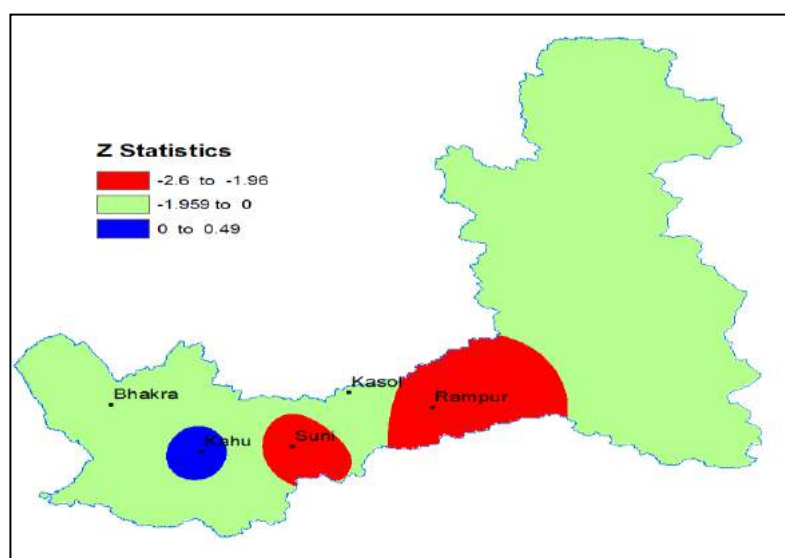 Z Statistics
-2.6 to -1.96
-1.959 to 0
0 to 0.49
Kasol
Bhakra
Rampur
Kahu
Suni